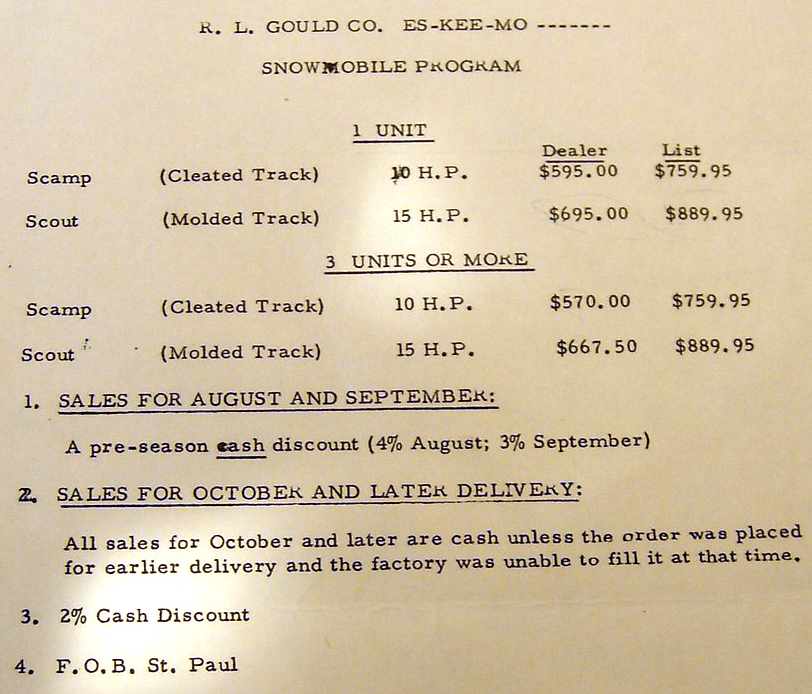 R. L. GOULD CO. ES-KEE-MO -------
SNOWMOBILE PROGRAM
1 UNIT
Dealer List
Scamp (Cleated Track) 10 H.P. $595.00 $759.95
Scout (Molded Track) 15 H.P. $695.00 $889.95
3 UNITS OR MORE
Scamp (Cleated Track) 10 H.P. $570.00 $759.95
Scout (Molded Track) 15 H.P. $667.50 $889.95
1. SALES FOR AUGUST AND SEPTEMBER:
A pre-season cash discount (4% August; 3% September)
2. SALES FOR OCTOBER AND LATER DELIVERY:
All sales for October and later are cash unless the order was placed
for earlier delivery and the factory was unable to fill it at that time.
3. 2% Cash Discount
4. F.O.B. St. Paul